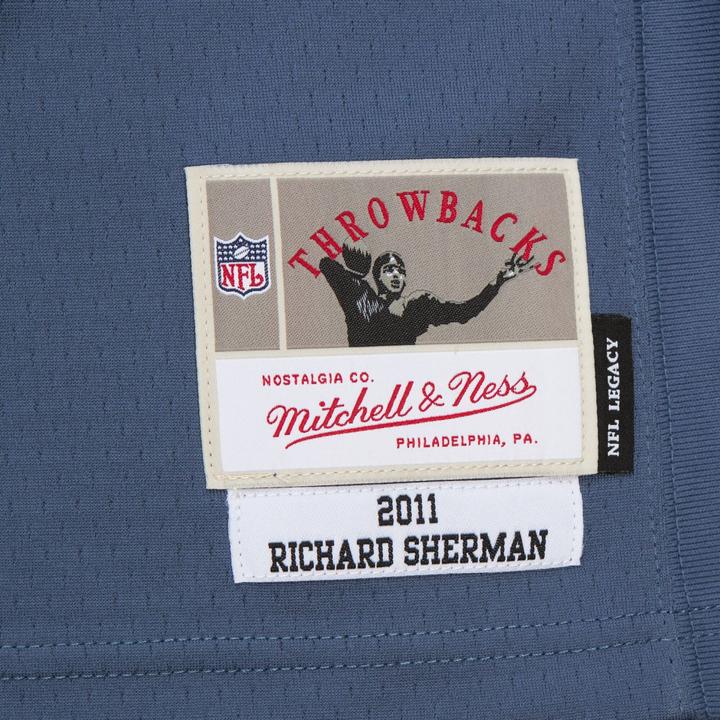 THROWBACKS
NFL
NOSTALGIA CO.
Mitchell & Ness
PHILADELPHIA, PA.
NFL LEGACY
2011
RICHARD SHERMAN